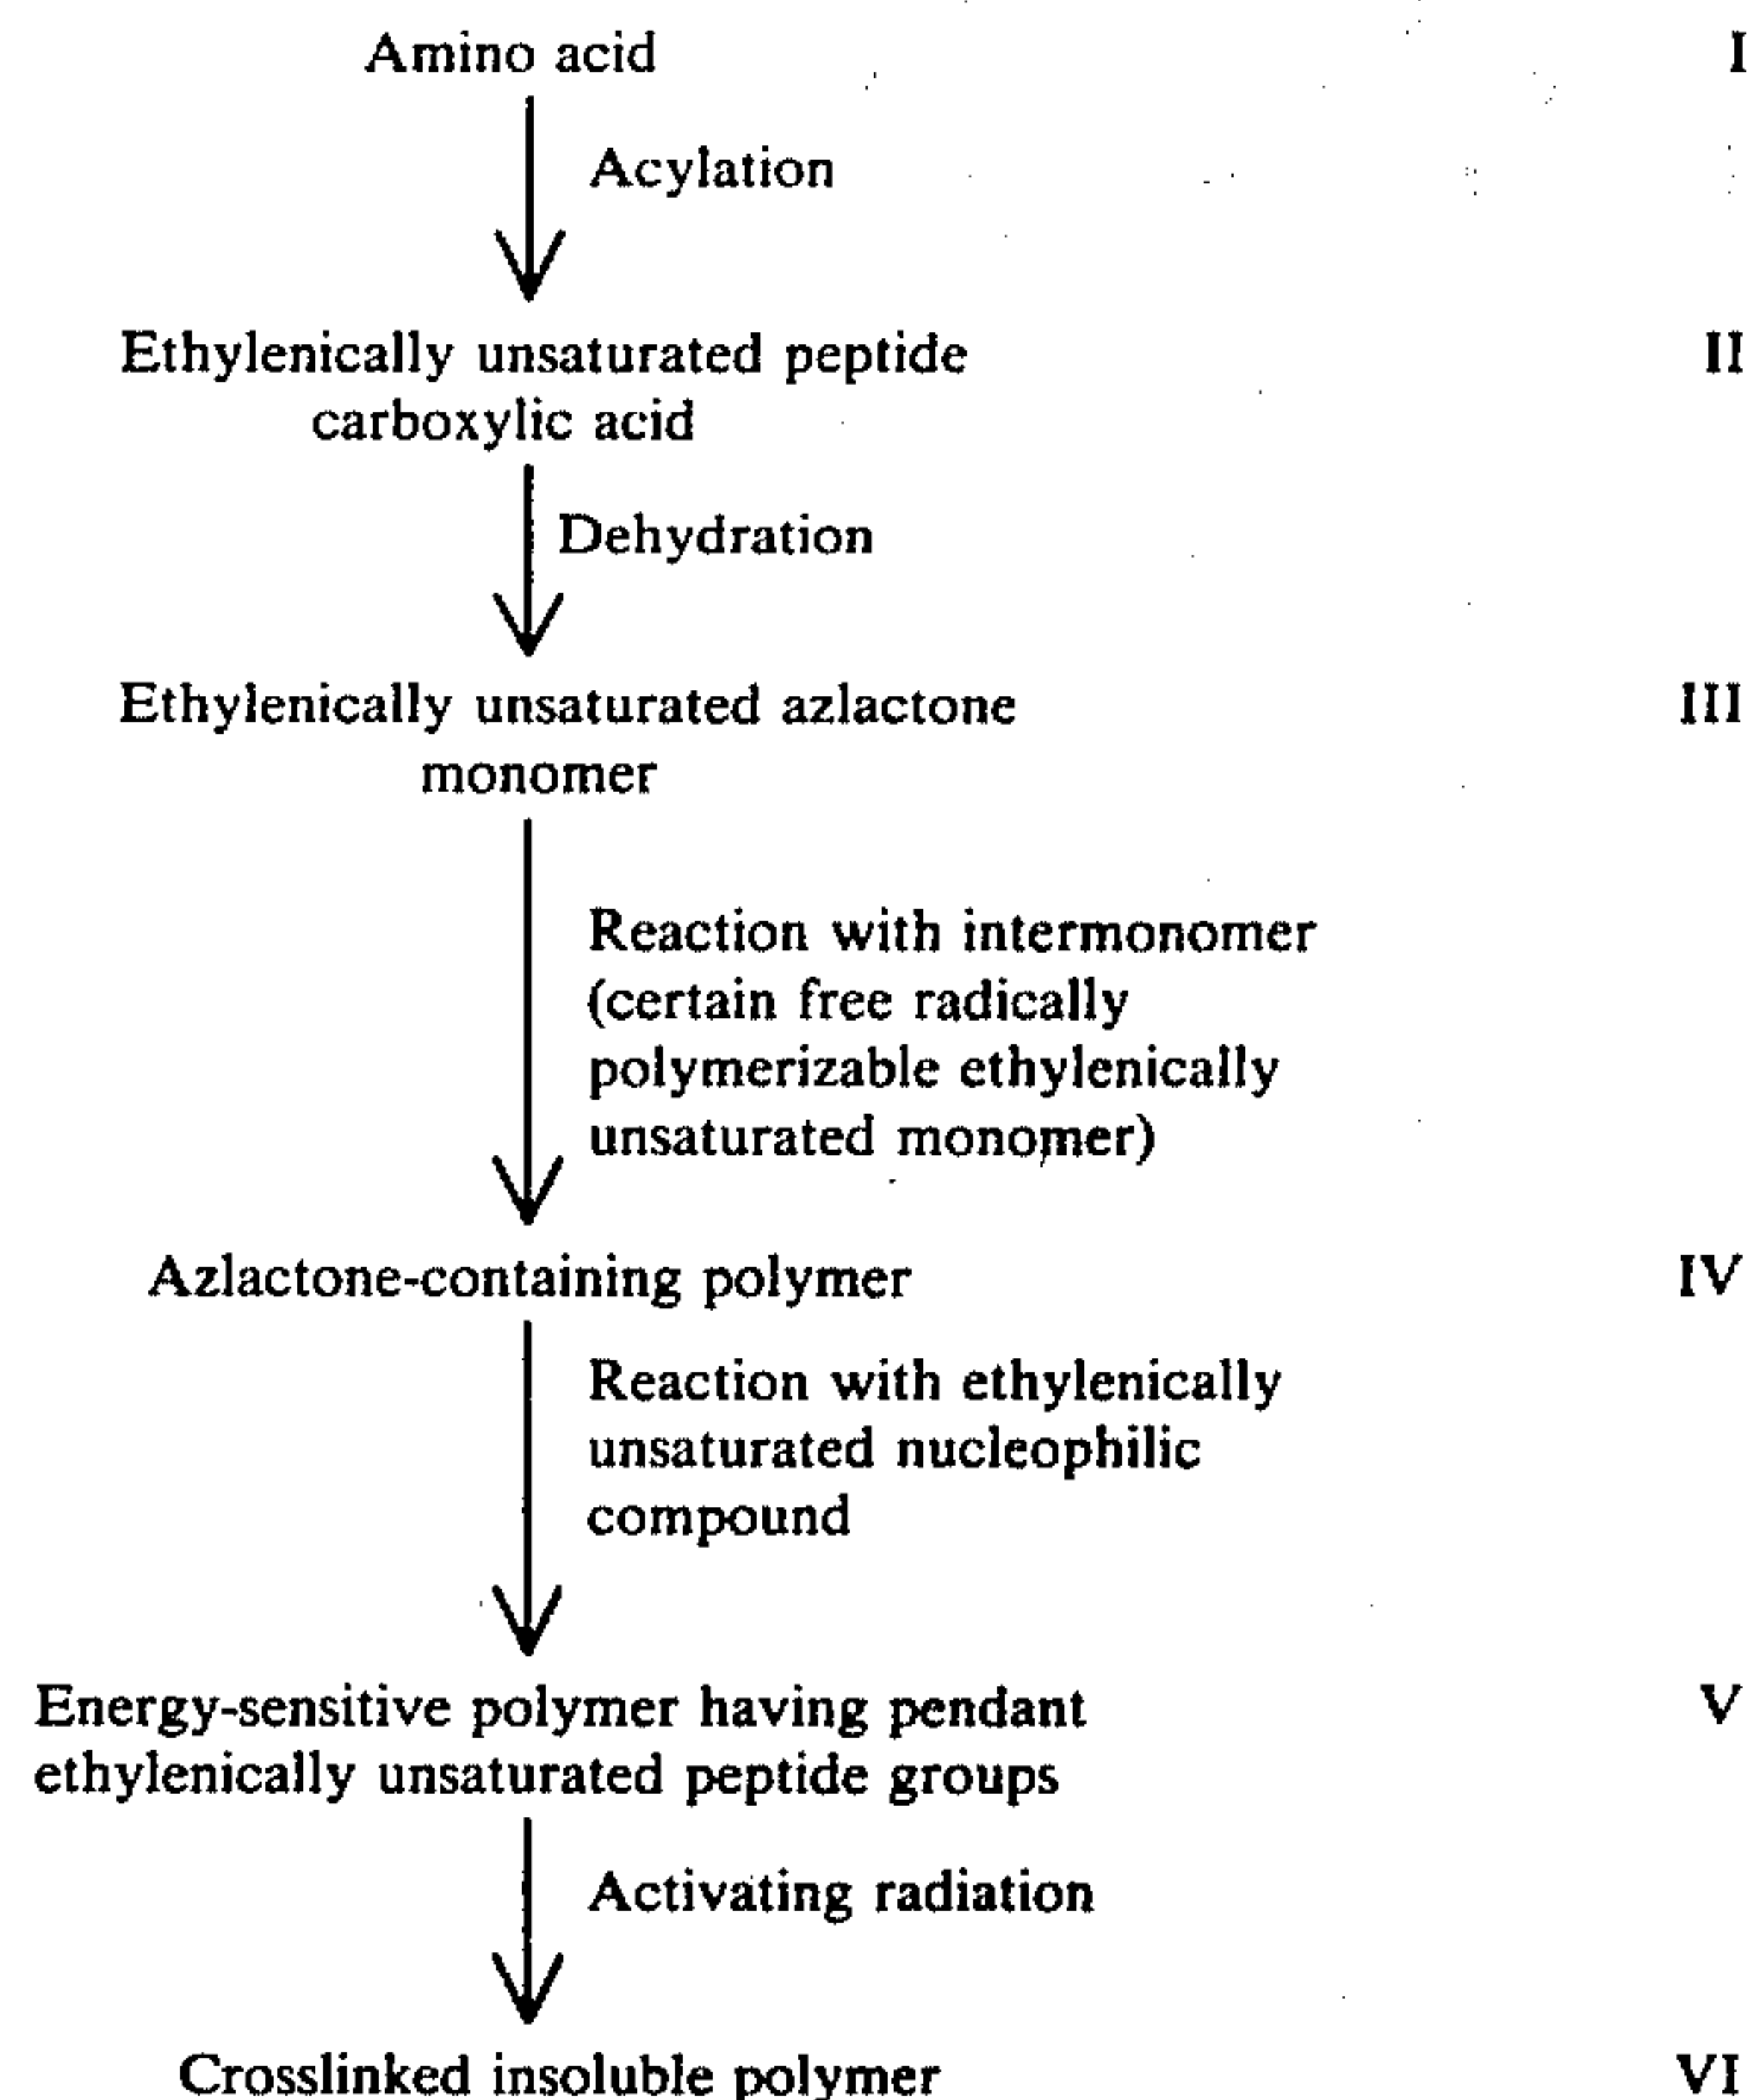 Amino acid I
Acylation
Ethylenically unsaturated peptide II
carboxylic acid
Dehydration
Ethylenically unsaturated azlactone III
monomer
Reaction with intermonomer
(certain free radically
polymerizable ethylenically
unsaturated monomer)
Azlactone-containing polymer IV
Reaction with ethylenically
unsaturated nucleophilic
compound
Energy-sensitive polymer having pendant V
ethylenically unsaturated peptide groups
Activating radiation
Crosslinked insoluble polymer VI